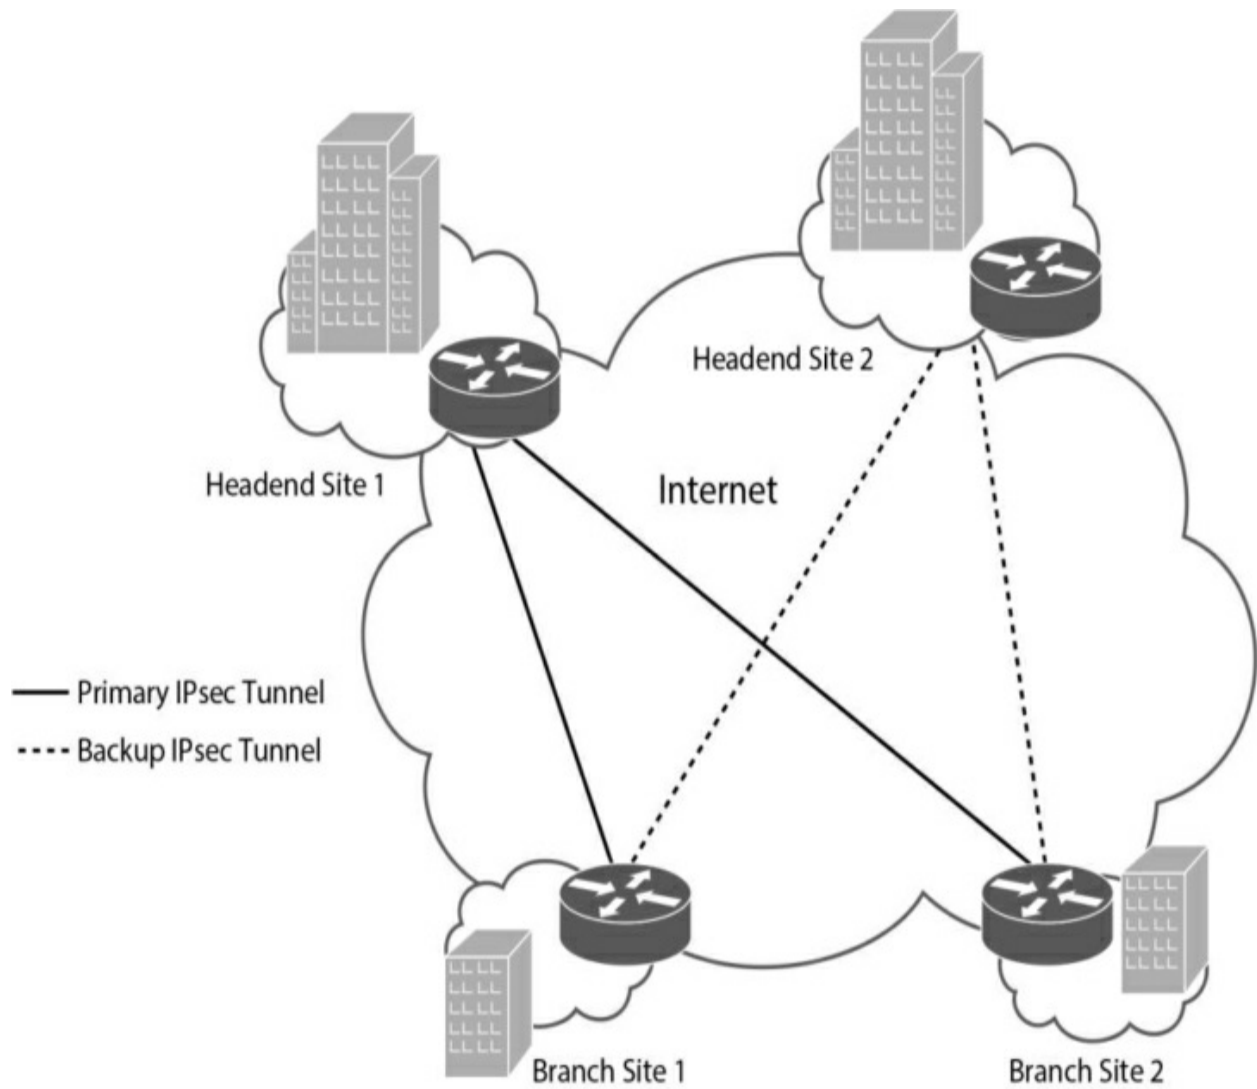 Headend Site 2
Headend Site 1
Internet
Primary IPsec Tunnel
Backup IPsec Tunnel
Branch Site 1
Branch Site 2